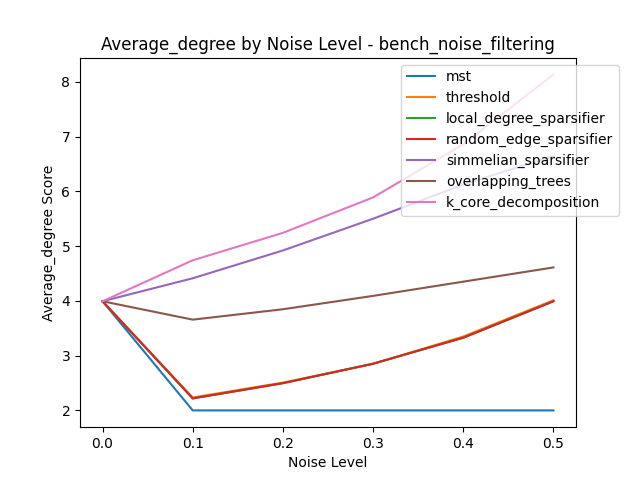 Average_degree by Noise Level - bench_noise_filtering
mst
threshold
local_degree_sparsifier
random_edge_sparsifier
simmelian_sparsifier
overlapping_trees
k_core_decomposition
Average_degree Score
8
7
6
5
4
3
2
0.0 0.1 0.2 0.3 0.4 0.5
Noise Level